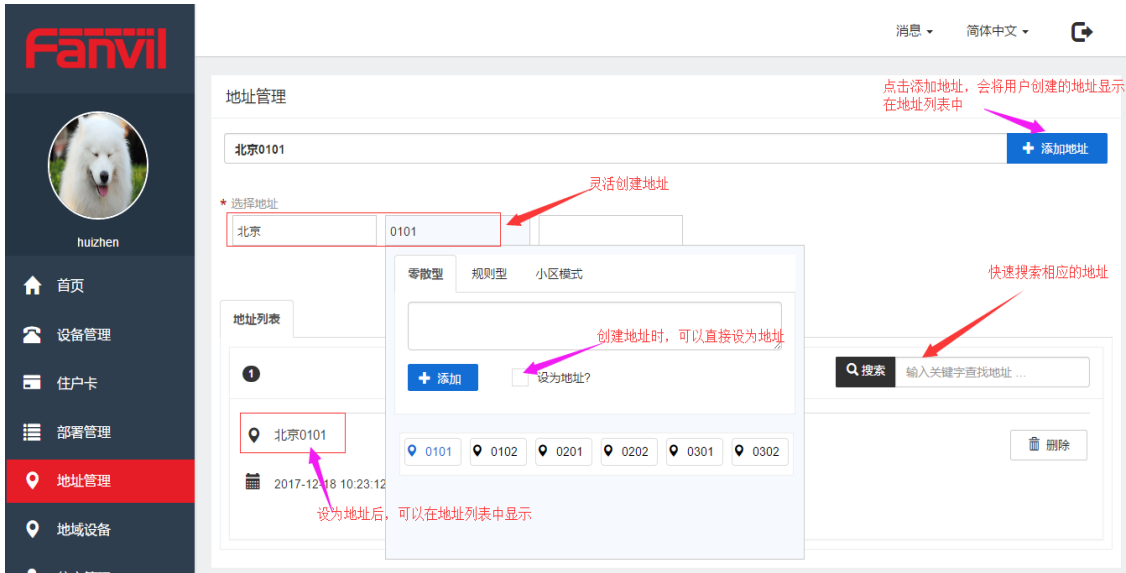 Fanvil
消息
简体中文
地址管理
点击添加地址，会将用户创建的地址显示
在地址列表中
北京0101
添加地址
灵活创建地址
* 选择地址
北京
0101
huizhen
首页
设备管理
住户卡
部署管理
地址管理
地域设备
零散型
规则型
小区模式
快速搜索相应的地址
地址列表
创建地址时，可以直接设为地址
1
添加
设为地址?
搜索
输入关键字查找地址 ...
北京0101
0101
0102
0201
0202
0301
0302
删除
2017-12-18 10:23:12
设为地址后，可以在地址列表中显示